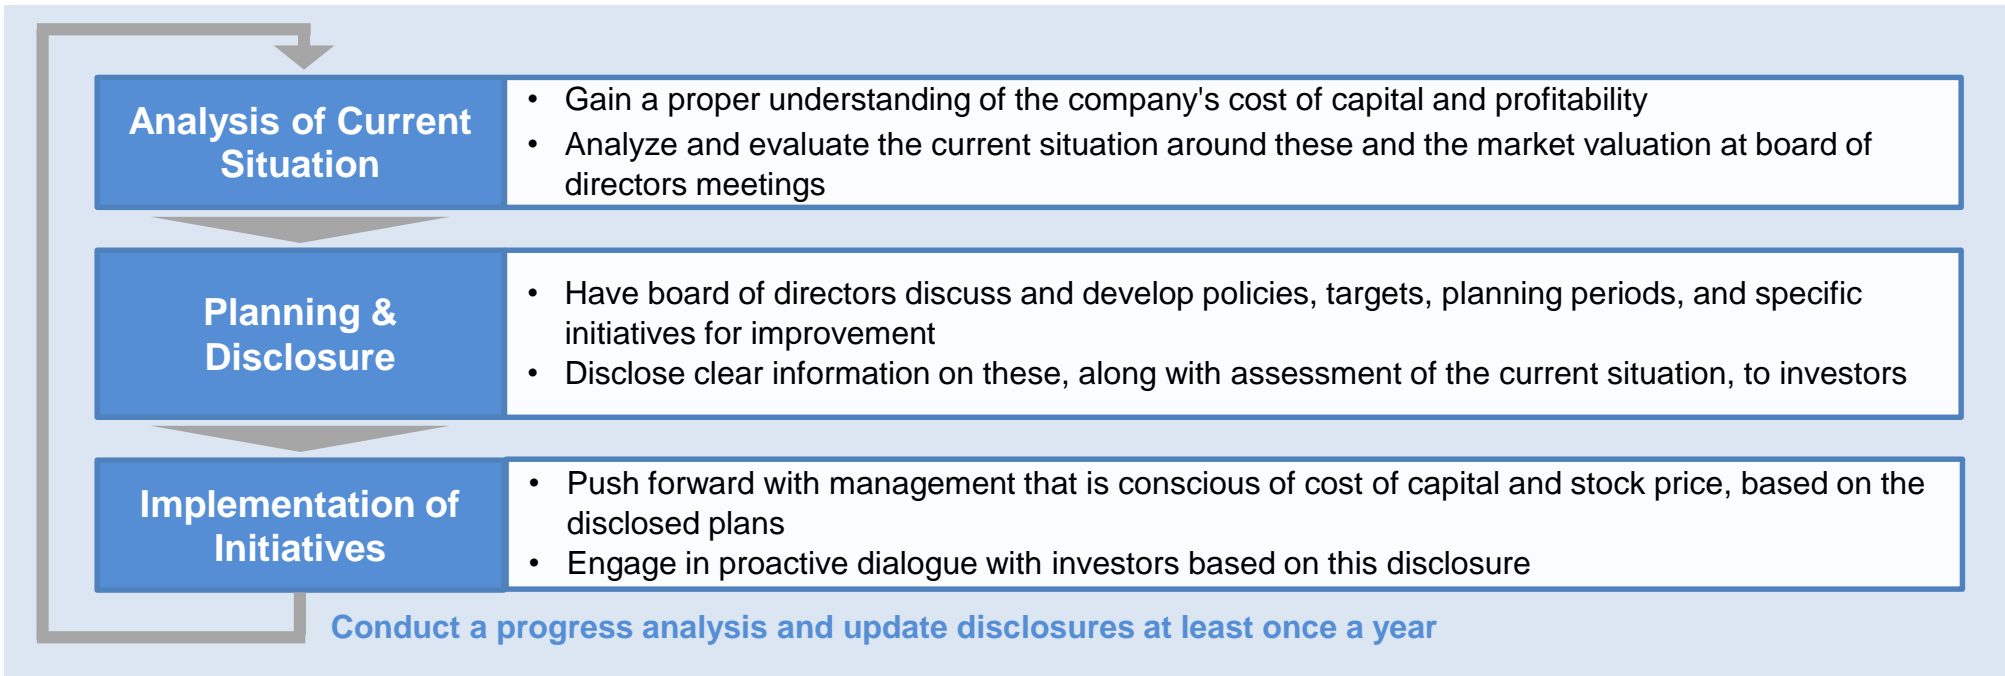 Analysis of Current
Situation
• Gain a proper understanding of the company's cost of capital and profitability
• Analyze and evaluate the current situation around these and the market valuation at board of
directors meetings
Planning &
Disclosure
• Have board of directors discuss and develop policies, targets, planning periods, and specific
initiatives for improvement
• Disclose clear information on these, along with assessment of the current situation, to investors
Implementation of
Initiatives
• Push forward with management that is conscious of cost of capital and stock price, based on the
disclosed plans
• Engage in proactive dialogue with investors based on this disclosure
Conduct a progress analysis and update disclosures at least once a year